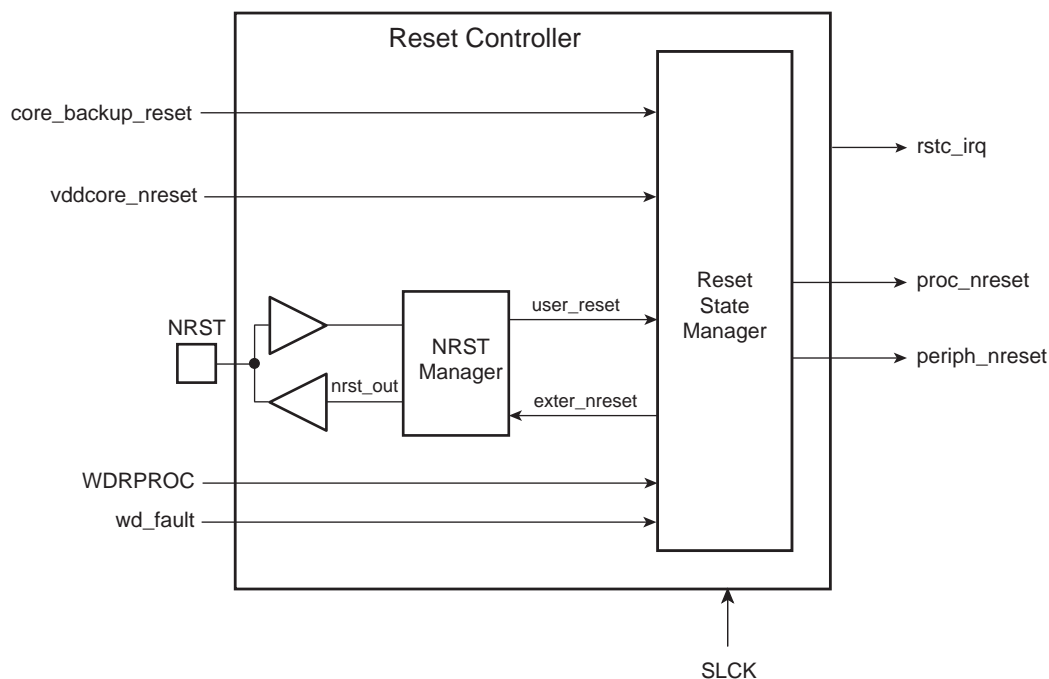 Reset Controller
core_backup_reset
rstc_irq
vddcore_nreset
Reset
State
Manager
proc_nreset
user_reset
NRST
NRST
Manager
periph_nreset
nrst_out
exter_nreset
WDRPROC
wd_fault
SLCK